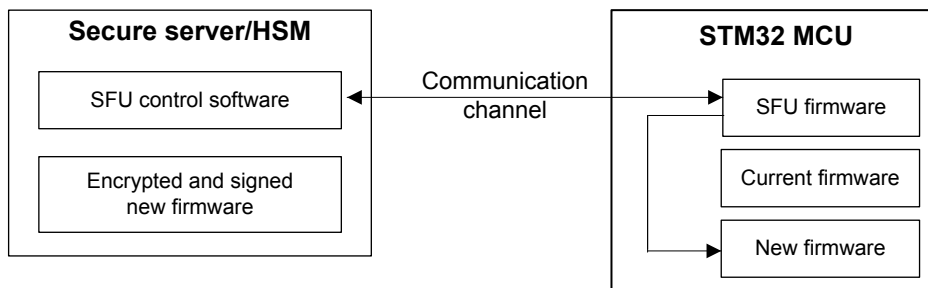 Secure server/HSM
SFU control software
Encrypted and signed
new firmware
Communication
channel
STM32 MCU
SFU firmware
Current firmware
New firmware